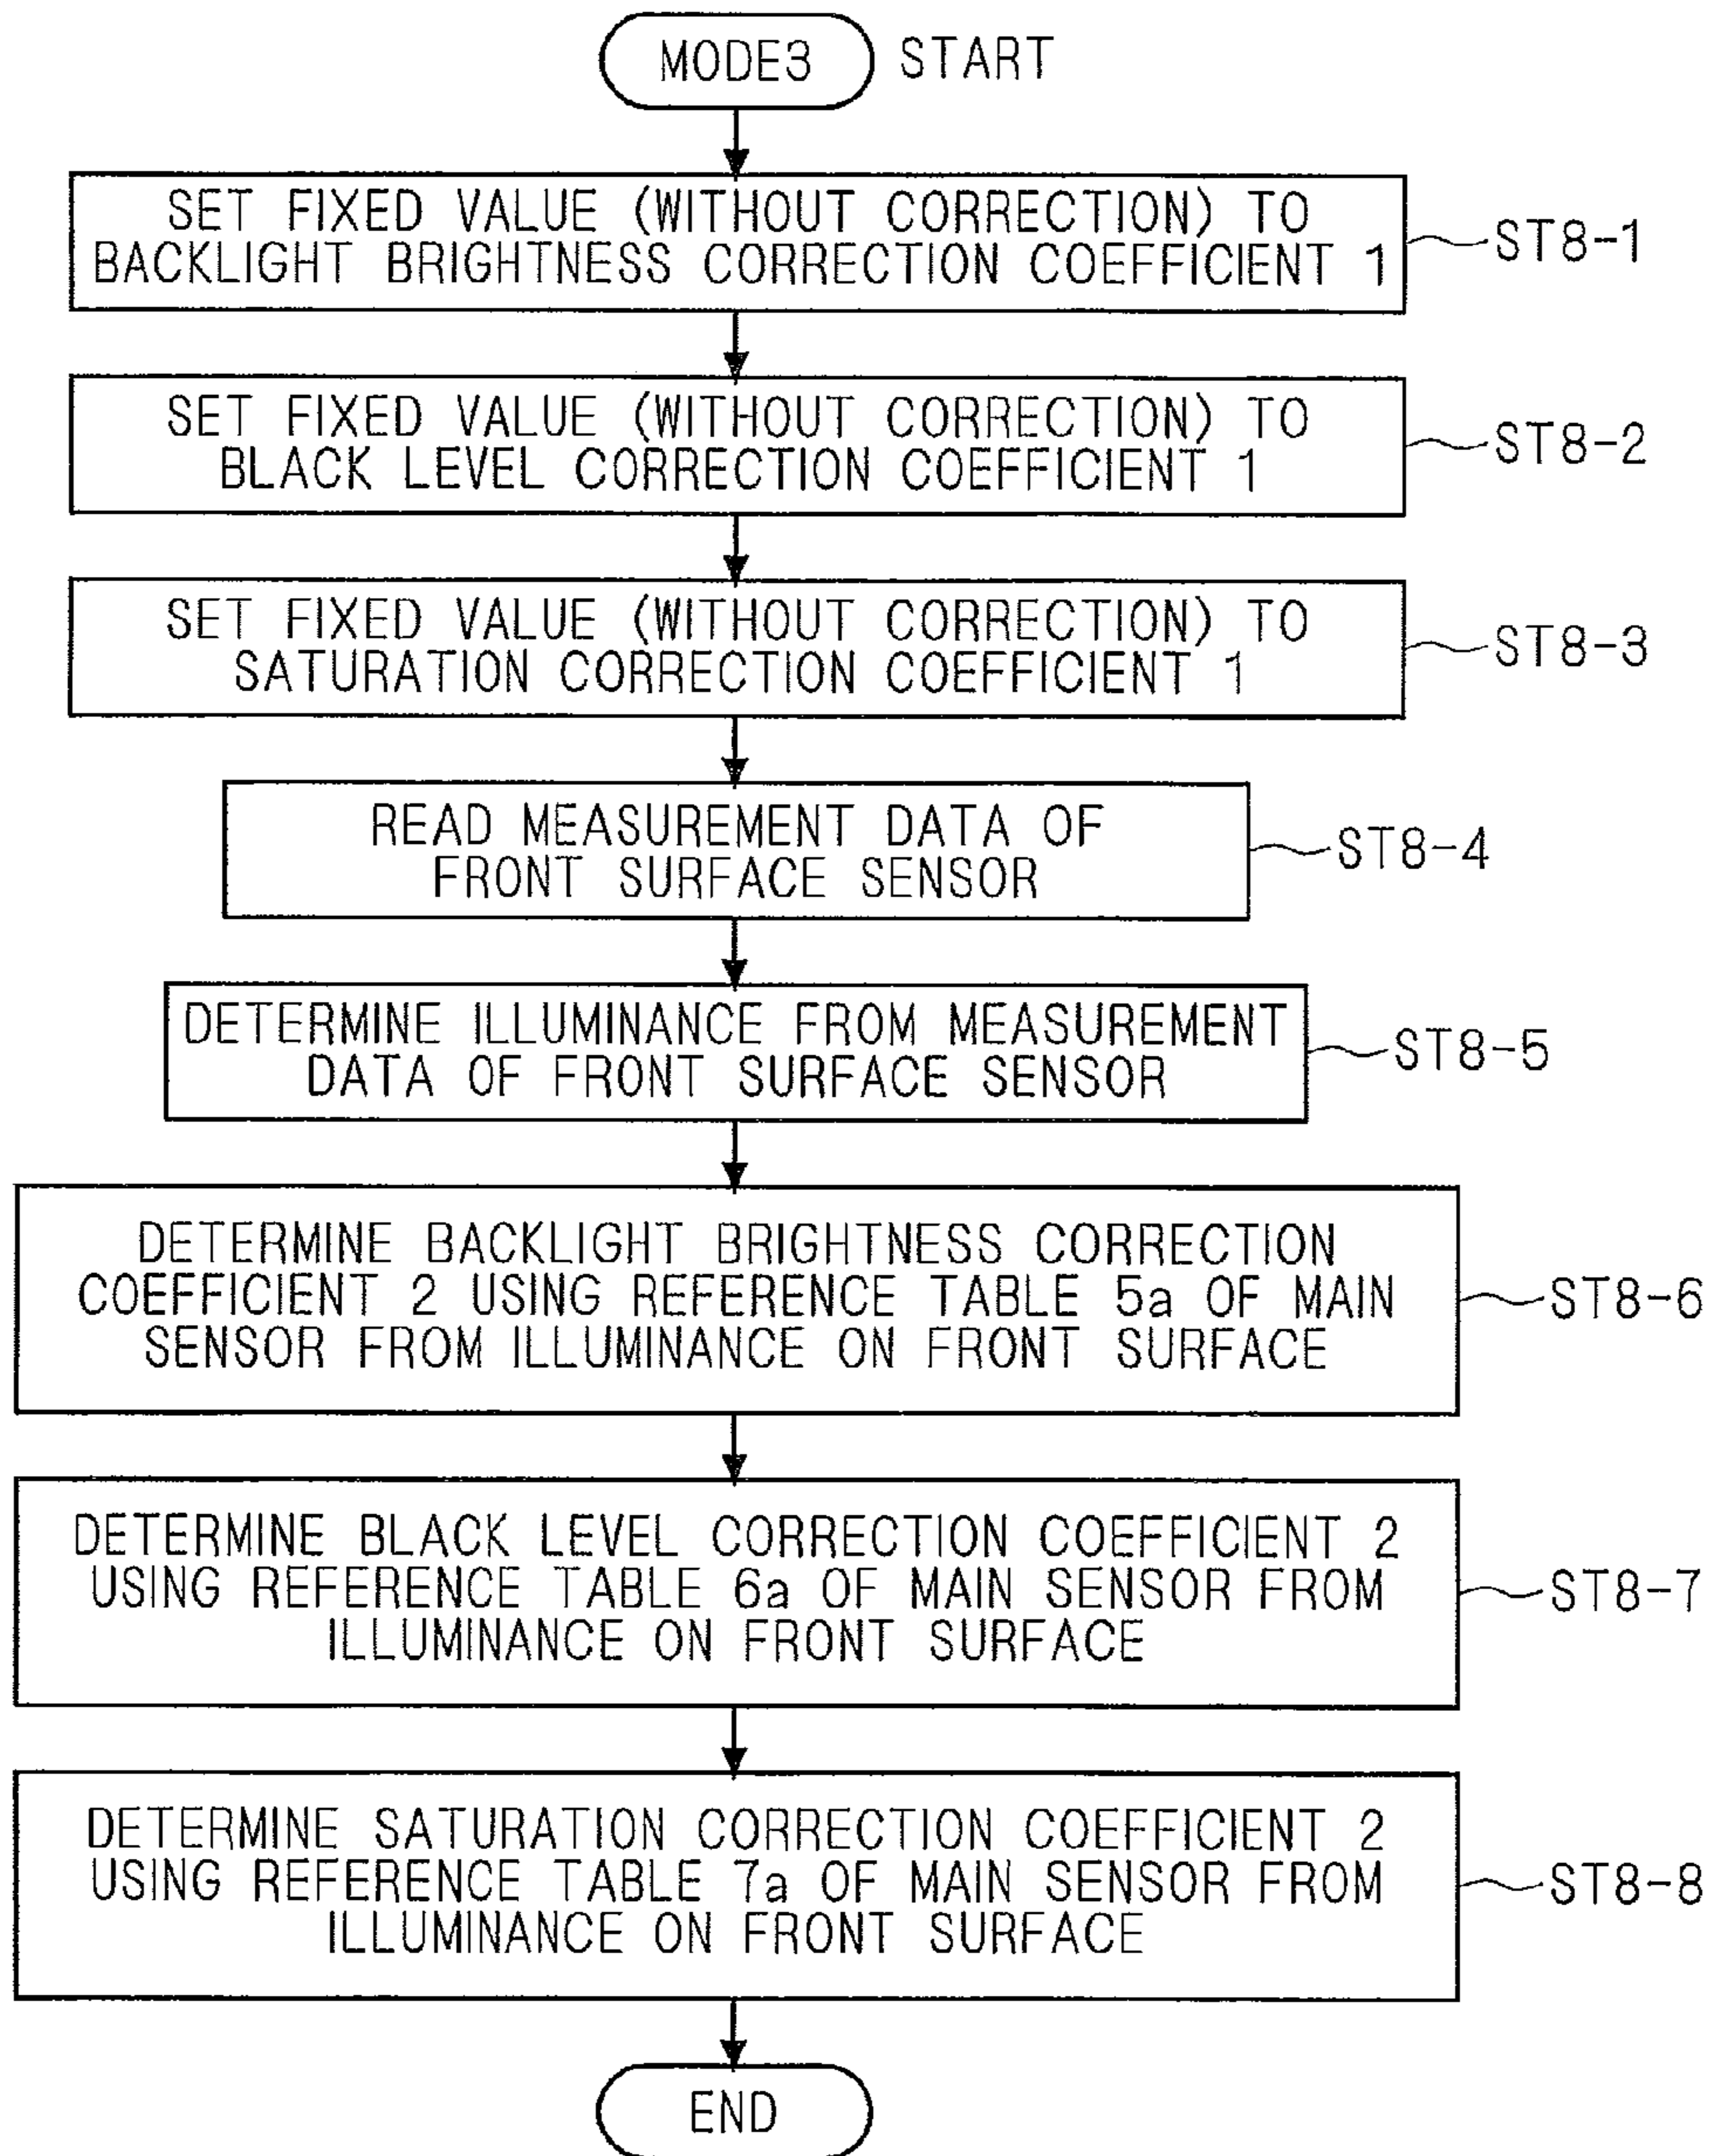 MODE3 START
SET FIXED VALUE (WITHOUT CORRECTION) TO
BACKLIGHT BRIGHTNESS CORRECTION COEFFICIENT 1
ST8-1
SET FIXED VALUE (WITHOUT CORRECTION) TO
BLACK LEVEL CORRECTION COEFFICIENT 1
ST8-2
SET FIXED VALUE (WITHOUT CORRECTION) TO
SATURATION CORRECTION COEFFICIENT 1
ST8-3
READ MEASUREMENT DATA OF
FRONT SURFACE SENSOR
ST8-4
DETERMINE ILLUMINANCE FROM MEASUREMENT
DATA OF FRONT SURFACE SENSOR
ST8-5
DETERMINE BACKLIGHT BRIGHTNESS CORRECTION
COEFFICIENT 2 USING REFERENCE TABLE 5a OF MAIN
SENSOR FROM ILLUMINANCE ON FRONT SURFACE
ST8-6
DETERMINE BLACK LEVEL CORRECTION COEFFICIENT 2
USING REFERENCE TABLE 6a OF MAIN SENSOR FROM
ILLUMINANCE ON FRONT SURFACE
ST8-7
DETERMINE SATURATION CORRECTION COEFFICIENT 2
USING REFERENCE TABLE 7a OF MAIN SENSOR FROM
ILLUMINANCE ON FRONT SURFACE
ST8-8
END